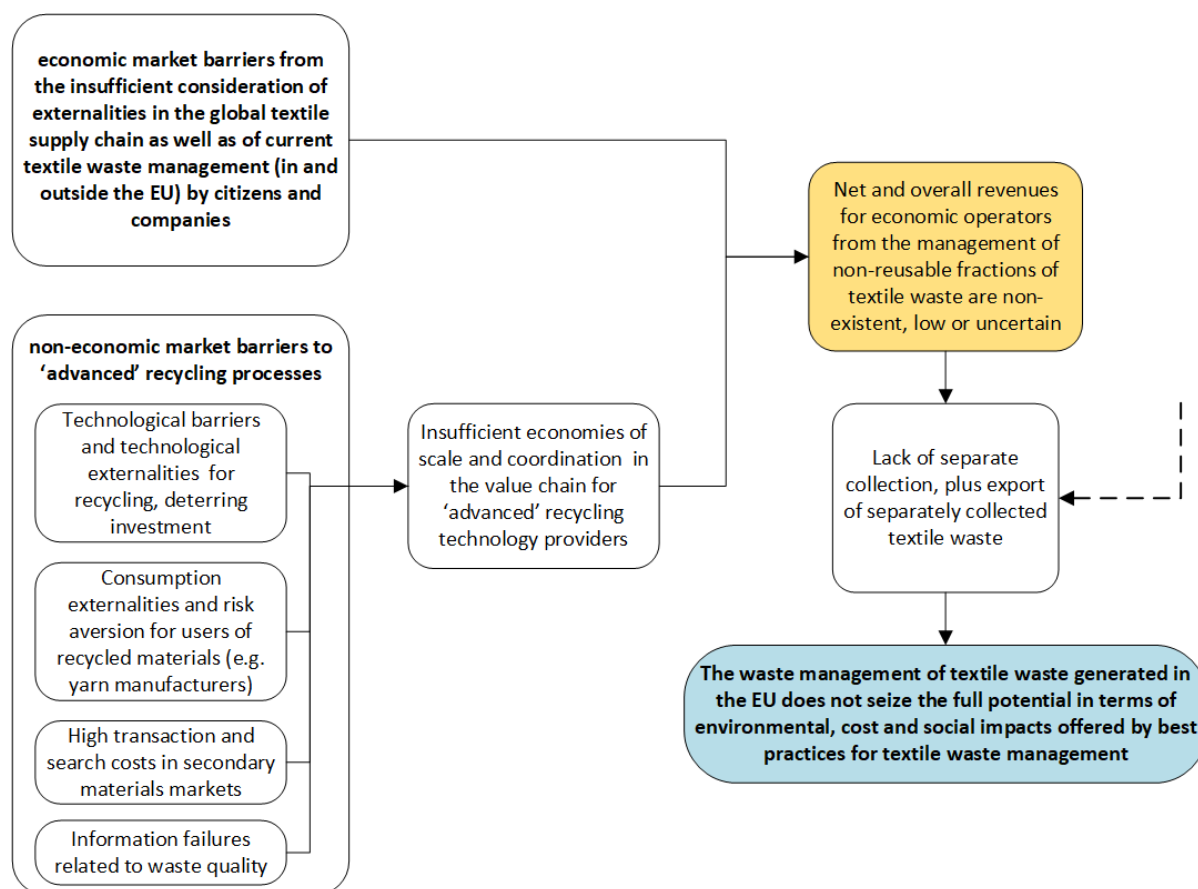 economic market barriers from
the insufficient consideration of
externalities in the global textile
supply chain as well as of current
textile waste management (in and
outside the EU) by citizens and
companies
non-economic market barriers to
‘advanced’ recycling processes
Technological barriers
and technological
externalities for
recycling, deterring
investment
Consumption
externalities and risk
aversion for users of
recycled materials (e.g.
yarn manufacturers)
High transaction and
search costs in secondary
materials markets
Information failures
related to waste quality
Insufficient economies of
scale and coordination in
the value chain for
‘advanced’ recycling
technology providers
Net and overall revenues
for economic operators
from the management of
non-reusable fractions of
textile waste are non-
existent, low or uncertain
Lack of separate
collection, plus export
of separately collected
textile waste
The waste management of textile waste generated in
the EU does not seize the full potential in terms of
environmental, cost and social impacts offered by best
practices for textile waste management